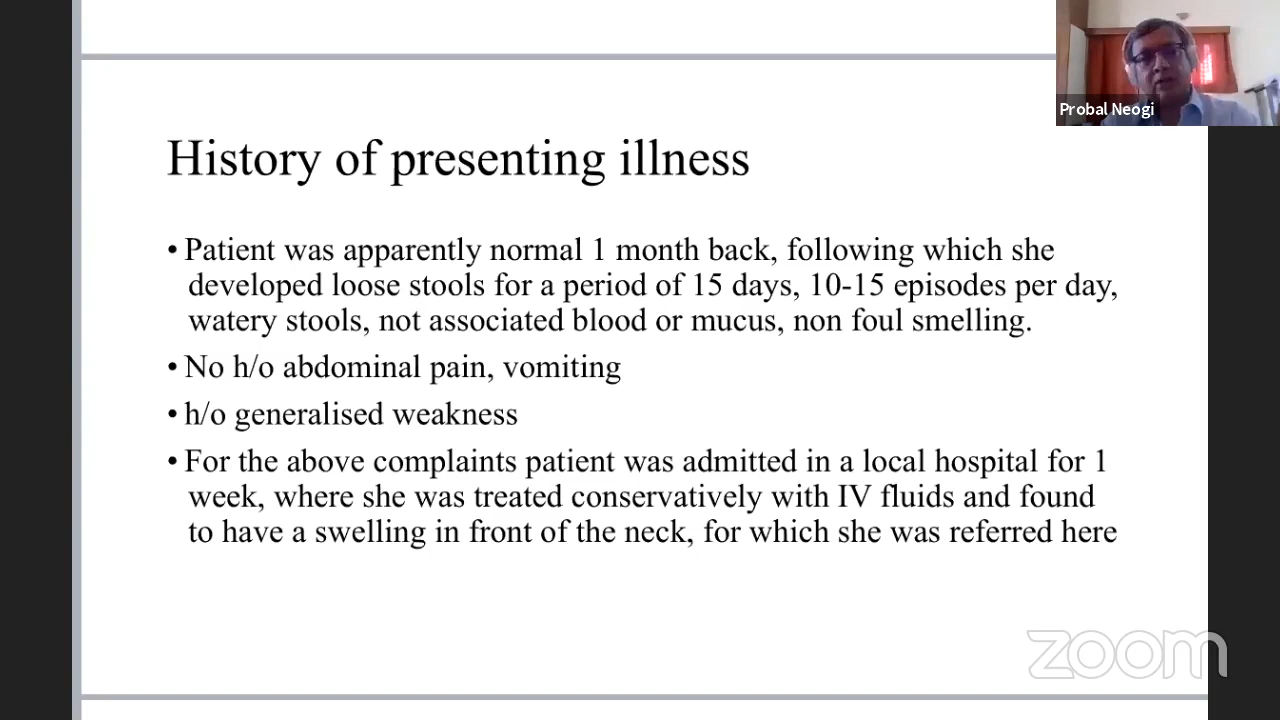 Probal Neogi
History of presenting illness
• Patient was apparently normal 1 month back, following which she
developed loose stools for a period of 15 days, 10-15 episodes per day,
watery stools, not associated blood or mucus, non foul smelling.
• No h/o abdominal pain, vomiting
• h/o generalised weakness
• For the above complaints patient was admitted in a local hospital for 1
week, where she was treated conservatively with IV fluids and found
to have a swelling in front of the neck, for which she was referred here
zoom